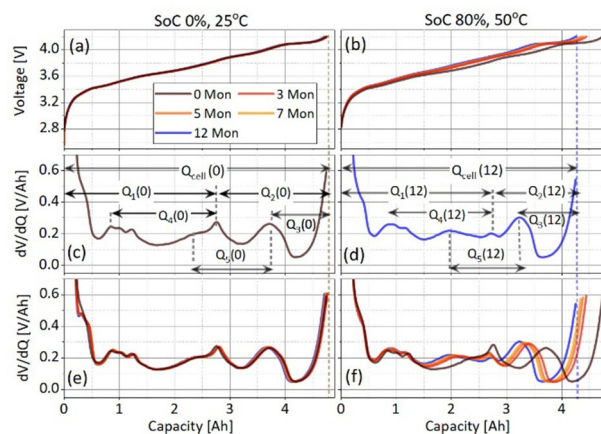 SoC 0%, 25°C
SoC 80%, 50°C
Voltage [V]
4.0
3.6
3.2
2.8
(a)
(b)
0 Mon
3 Mon
5 Mon
7 Mon
12 Mon
dV/dQ [V/Ah]
0.6
0.4
0.2
0.0
Qcell(0)
Q1(0)
Q2(0)
Q4(0)
Q3(0)
Q5(0)
(c)
Qcell(12)
Q1(12)
Q2(12)
Q4(12)
Q3(12)
Q5(12)
(d)
dV/dQ [V/Ah]
0.6
0.4
0.2
0.0
(e)
(f)
0 1 2 3 4
0 1 2 3 4
Capacity [Ah]
Capacity [Ah]